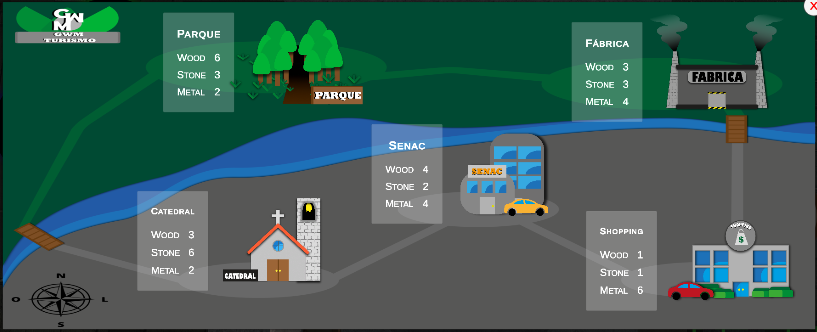 GWM
GWM
TURISMO
Parque
Wood 6
Stone 3
Metal 2
PARQUE
Fábrica
Wood 3
Stone 3
Metal 4
FABRICA
Senac
Wood 4
Stone 2
Metal 4
SENAC
Catedral
Wood 3
Stone 6
Metal 2
CATEDRAL
Shopping
Wood 1
Stone 1
Metal 6
$
N
O L
S
X